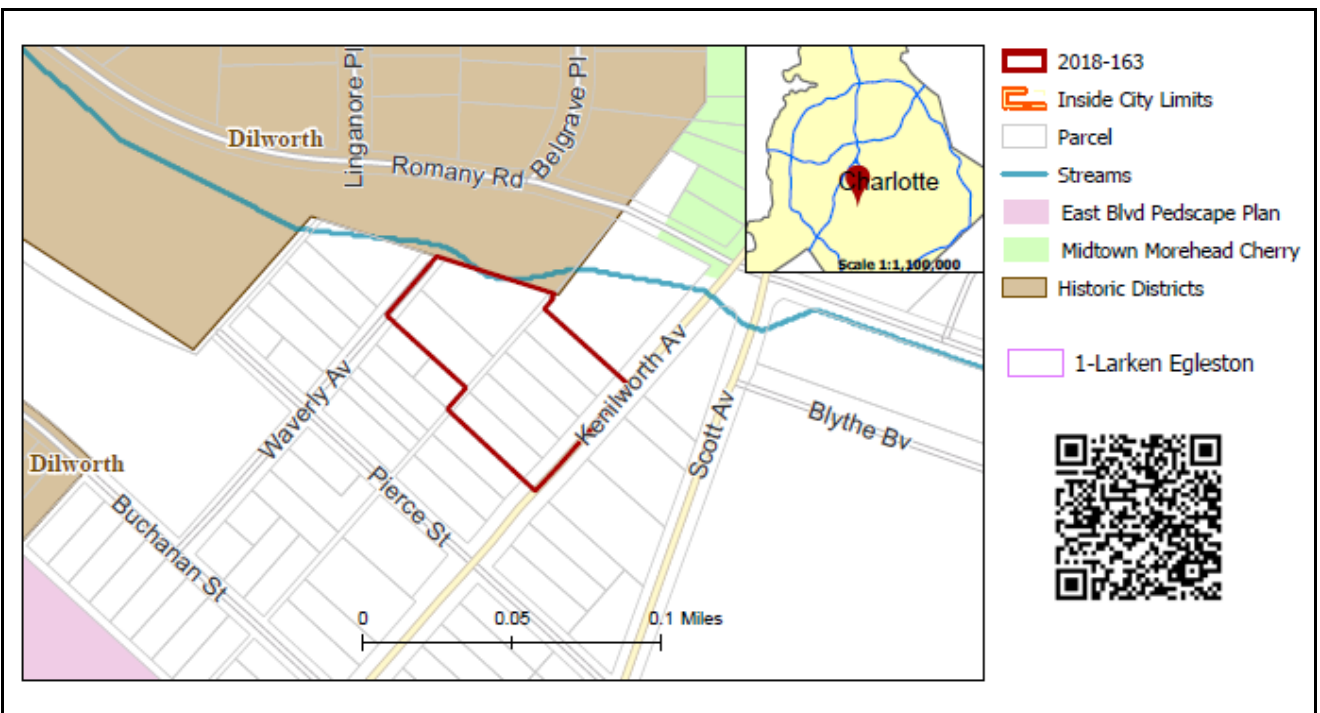 Linganore Pl
Belgrave Pl
Dilworth
Romany Rd
Charlotte
Scale 1:1,100,000
Waverly Av
Kenilworth Av
Scott Av
Blythe Bv
Dilworth
Pierce St
Buchanan St
0 0.05 0.1 Miles
2018-163
Inside City Limits
Parcel
Streams
East Blvd Pedscape Plan
Midtown Morehead Cherry
Historic Districts
1-Larken Egleston